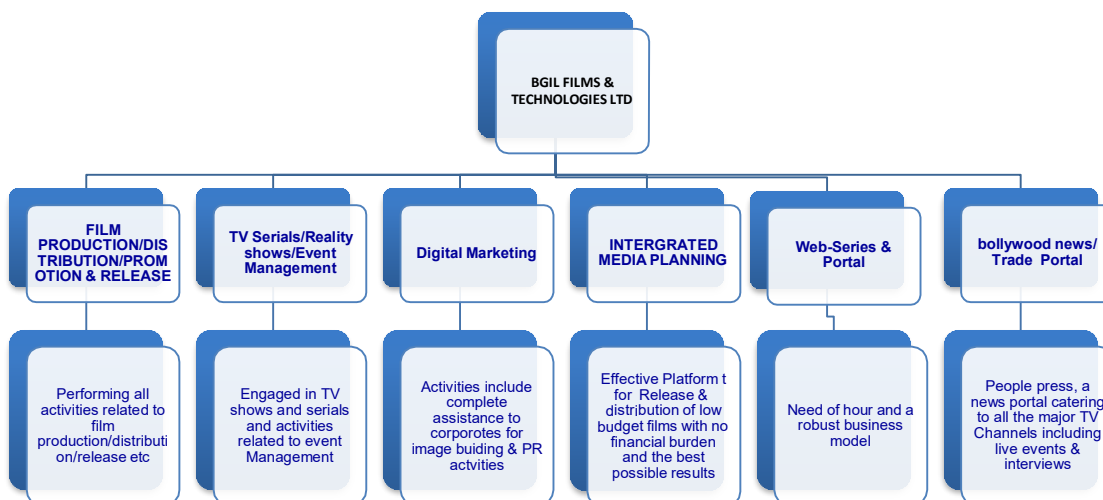 BGIL FILMS &
TECHNOLOGIES LTD
FILM
PRODUCTION/DIS
TRIBUTION/PROM
OTION & RELEASE
TV Serials/Reality
shows/Event
Management
Digital Marketing
INTERGRATED
MEDIA PLANNING
Web-Series &
Portal
bollywood news/
Trade Portal
Performing all
activities related to
film
production/distributi
on/release etc
Engaged in TV
shows and serials
and activities
related to event
Management
Activities include
complete
assistance to
corporotes for
image buiding & PR
actvities
Effective Platform t
for Release &
distribution of low
budget films with no
financial burden
and the best
possible results
Need of hour and a
robust business
model
People press, a
news portal catering
to all the major TV
Channels including
live events &
interviews